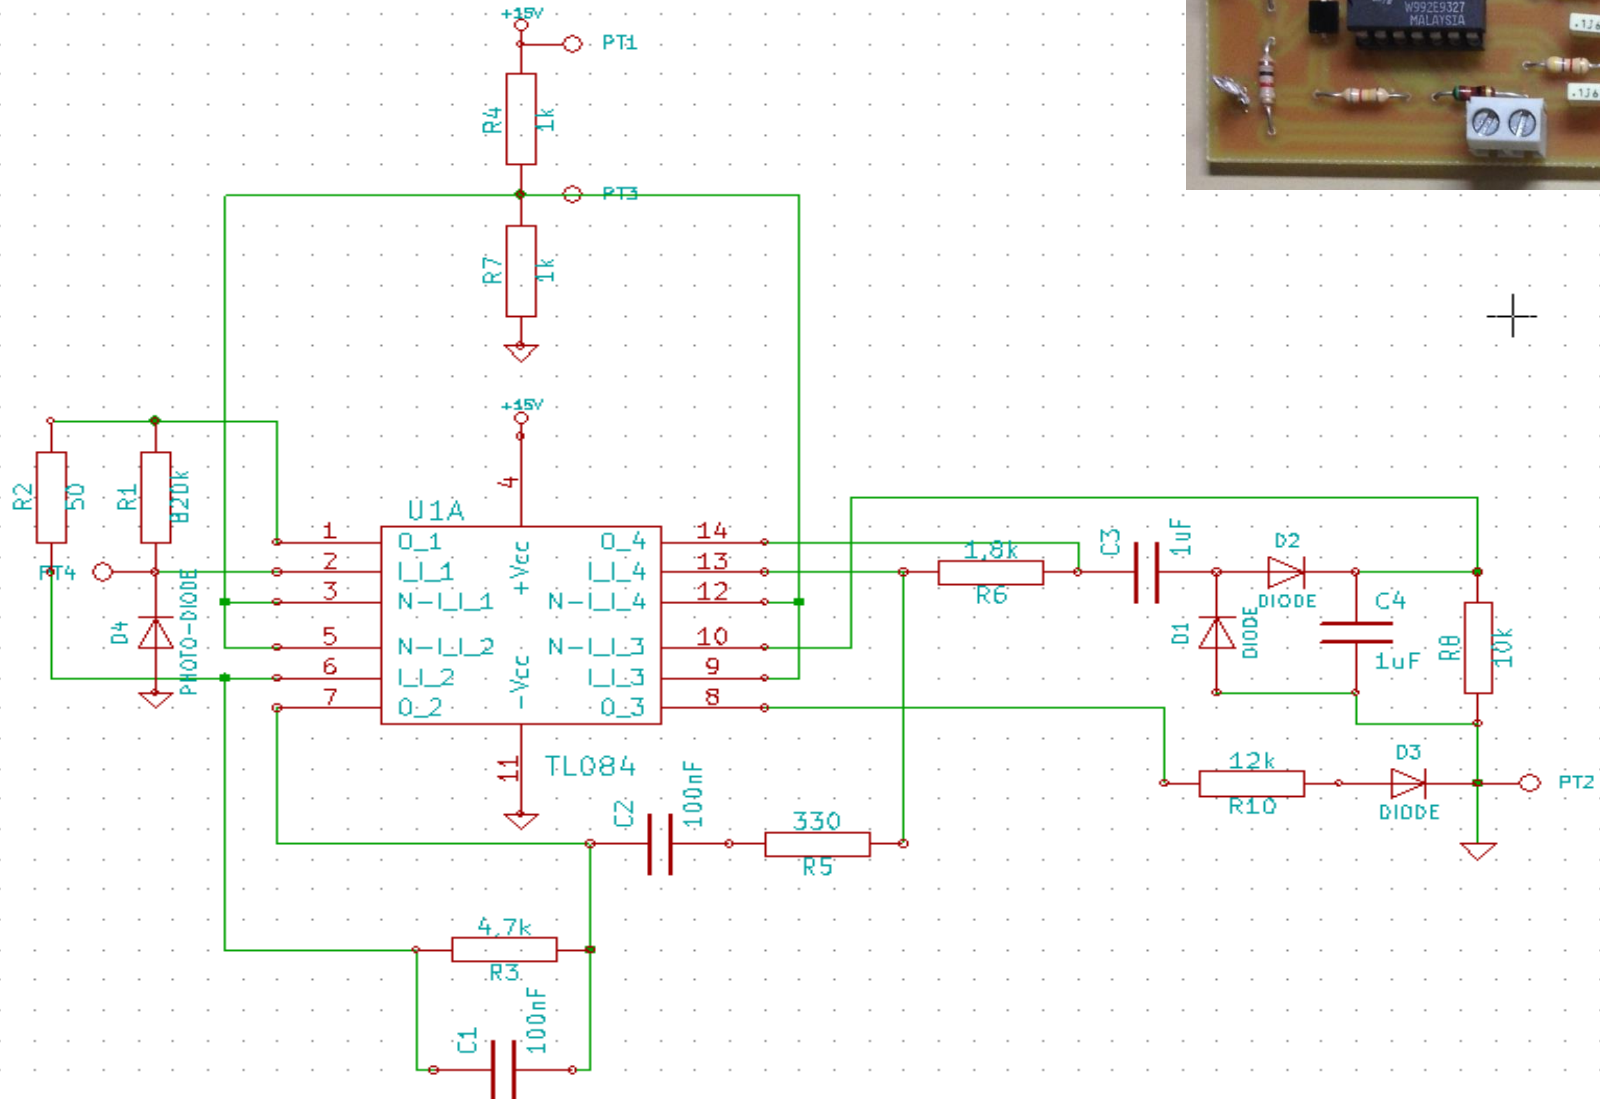 +15V
PT1
R4
1k
PT3
R7
1k
+15V
4
R2
50
R1
820k
PT4
D4
PHOTO-DIODE
U1A
1
O_1
2
I_I_1
3
N-I_I_1
5
N-I_I_2
6
I_I_2
7
O_2
+Vcc
-Vcc
14
O_4
13
I_I_4
12
N-I_I_4
10
N-I_I_3
9
I_I_3
8
O_3
11
TL084
1,8k
R6
C3
1uF
D2
DIODE
D1
DIODE
C4
1uF
R8
10k
12k
R10
D3
DIODE
PT2
C2
100nF
330
R5
4,7k
R3
C1
100nF
W992E9327
MALAYSIA
.1J6
.1J6